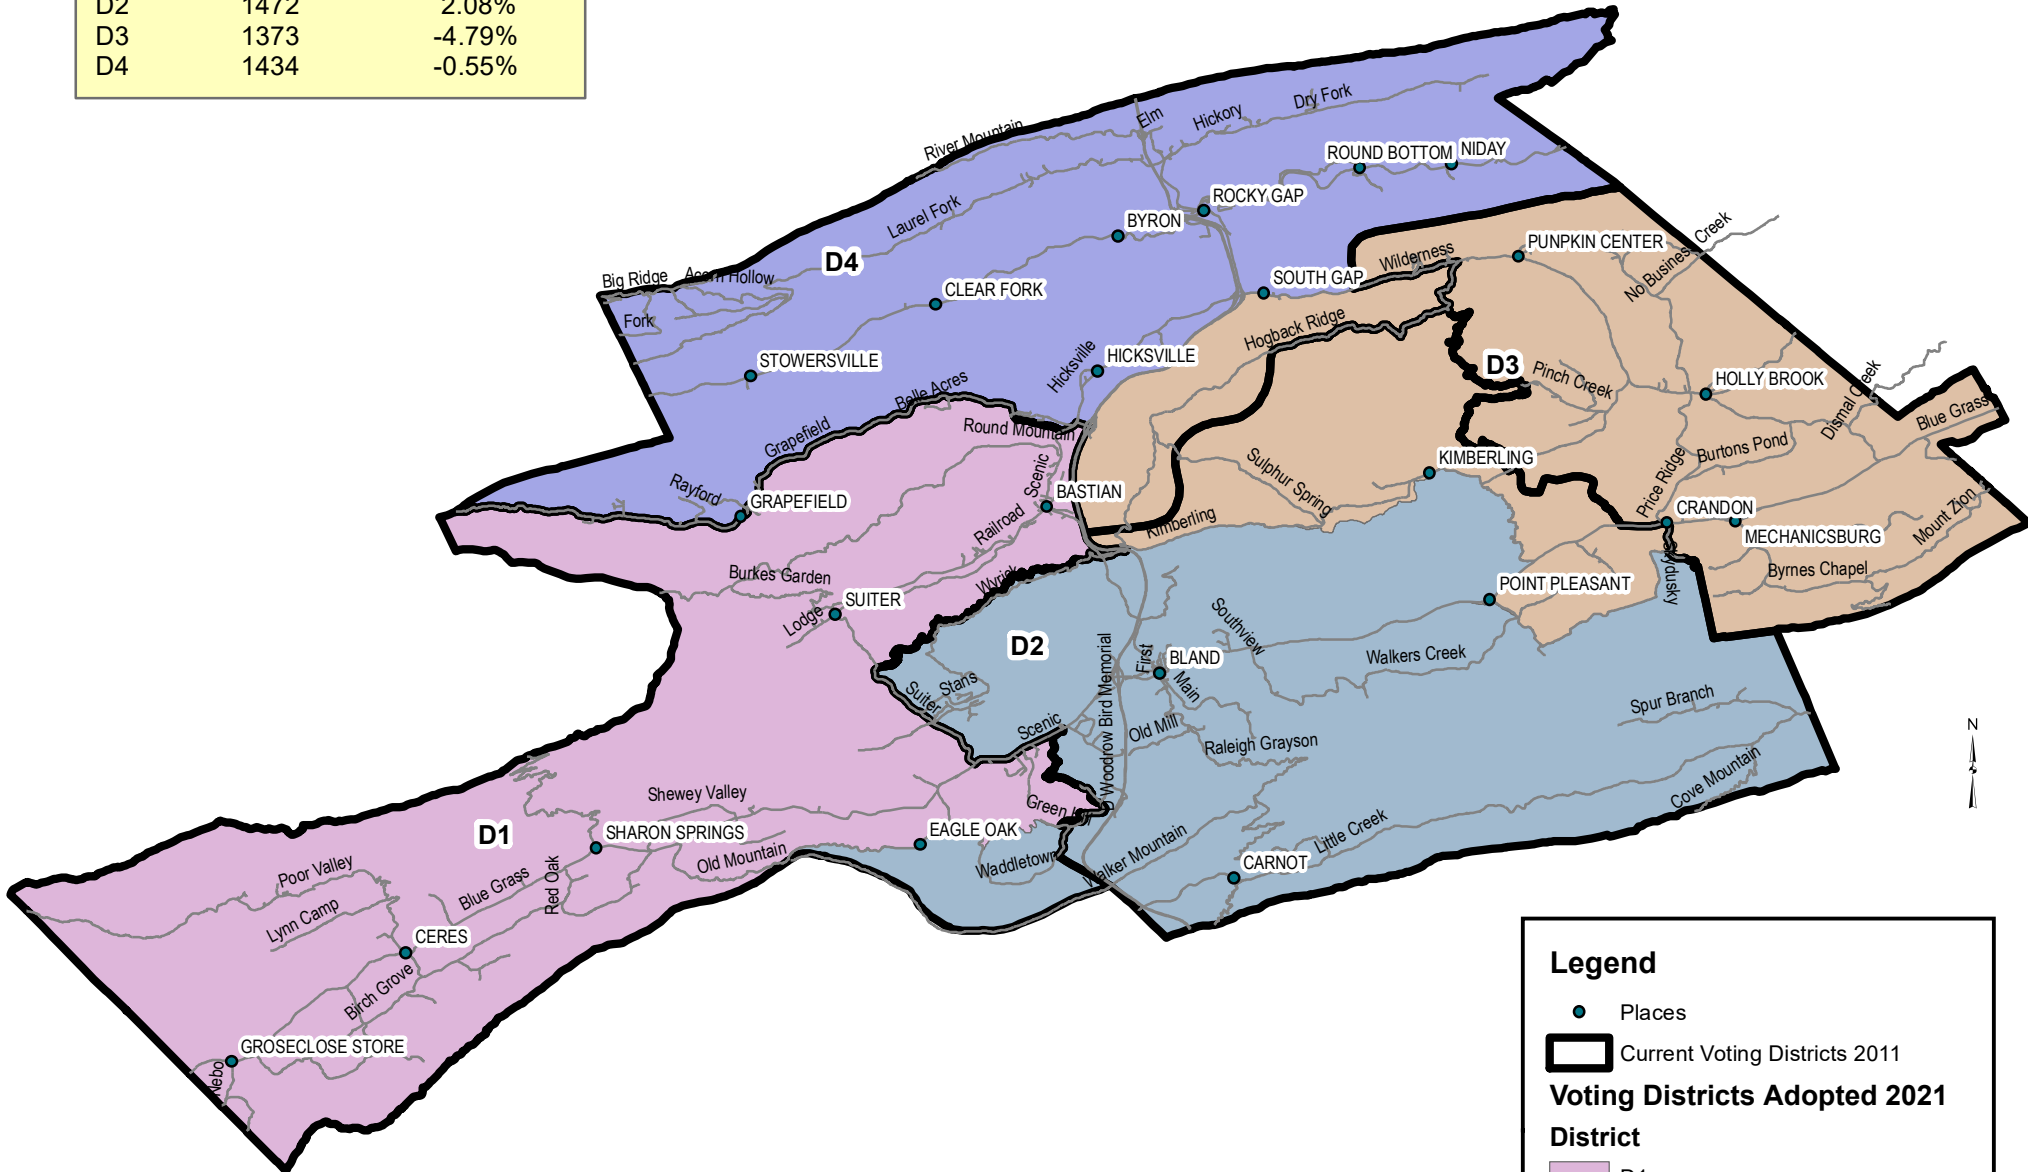 D2 1472 2.08%
D3 1373 -4.79%
D4 1434 -0.55%
River Mountain
Elm
Hickory
Dry Fork
ROUND BOTTOM
NIDAY
ROCKY GAP
Laurel Fork
BYRON
D4
Big Ridge
Acorn Hollow
Fork
CLEAR FORK
SOUTH GAP
Wilderness
PUNPKIN CENTER
No Business Creek
STOWERSVILLE
Hicksville
HICKSVILLE
Hogback Ridge
D3
Pinch Creek
HOLLY BROOK
Dismal Creek
Blue Grass
Belle Acres
Grapefield
Round Mountain
Rayford
GRAPEFIELD
Scenic
BASTIAN
Railroad
Sulphur Spring
KIMBERLING
Kimberling
Burtons Pond
Price Ridge
CRANDON
MECHANICSBURG
Mount Zion
Byrnes Chapel
Burkes Garden
SUITER
Lodge
Wyrick
POINT PLEASANT
D2
Southview
First
BLAND
Main
Walkers Creek
Suiter
Stans
Scenic
Woodrow Bird Memorial
Old Mill
Raleigh Grayson
Spur Branch
Cove Mountain
N
Shewey Valley
D1
SHARON SPRINGS
Old Mountain
EAGLE OAK
Waddletown
Walker Mountain
CARNOT
Little Creek
Poor Valley
Lynn Camp
Blue Grass
Red Oak
CERES
Birch Grove
GROSECLOSE STORE
Nebo
Legend
Places
Current Voting Districts 2011
Voting Districts Adopted 2021
District